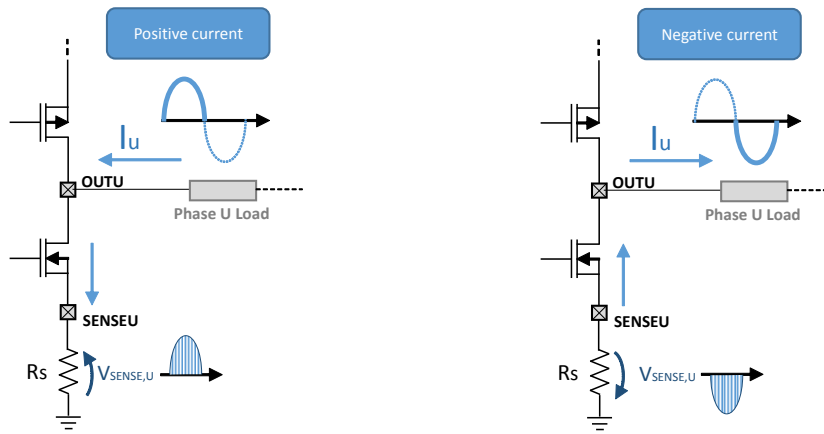 Positive current
Iu
OUTU
Phase U Load
SENSEU
Rs
VSENSE,U
Negative current
Iu
OUTU
Phase U Load
SENSEU
Rs
VSENSE,U